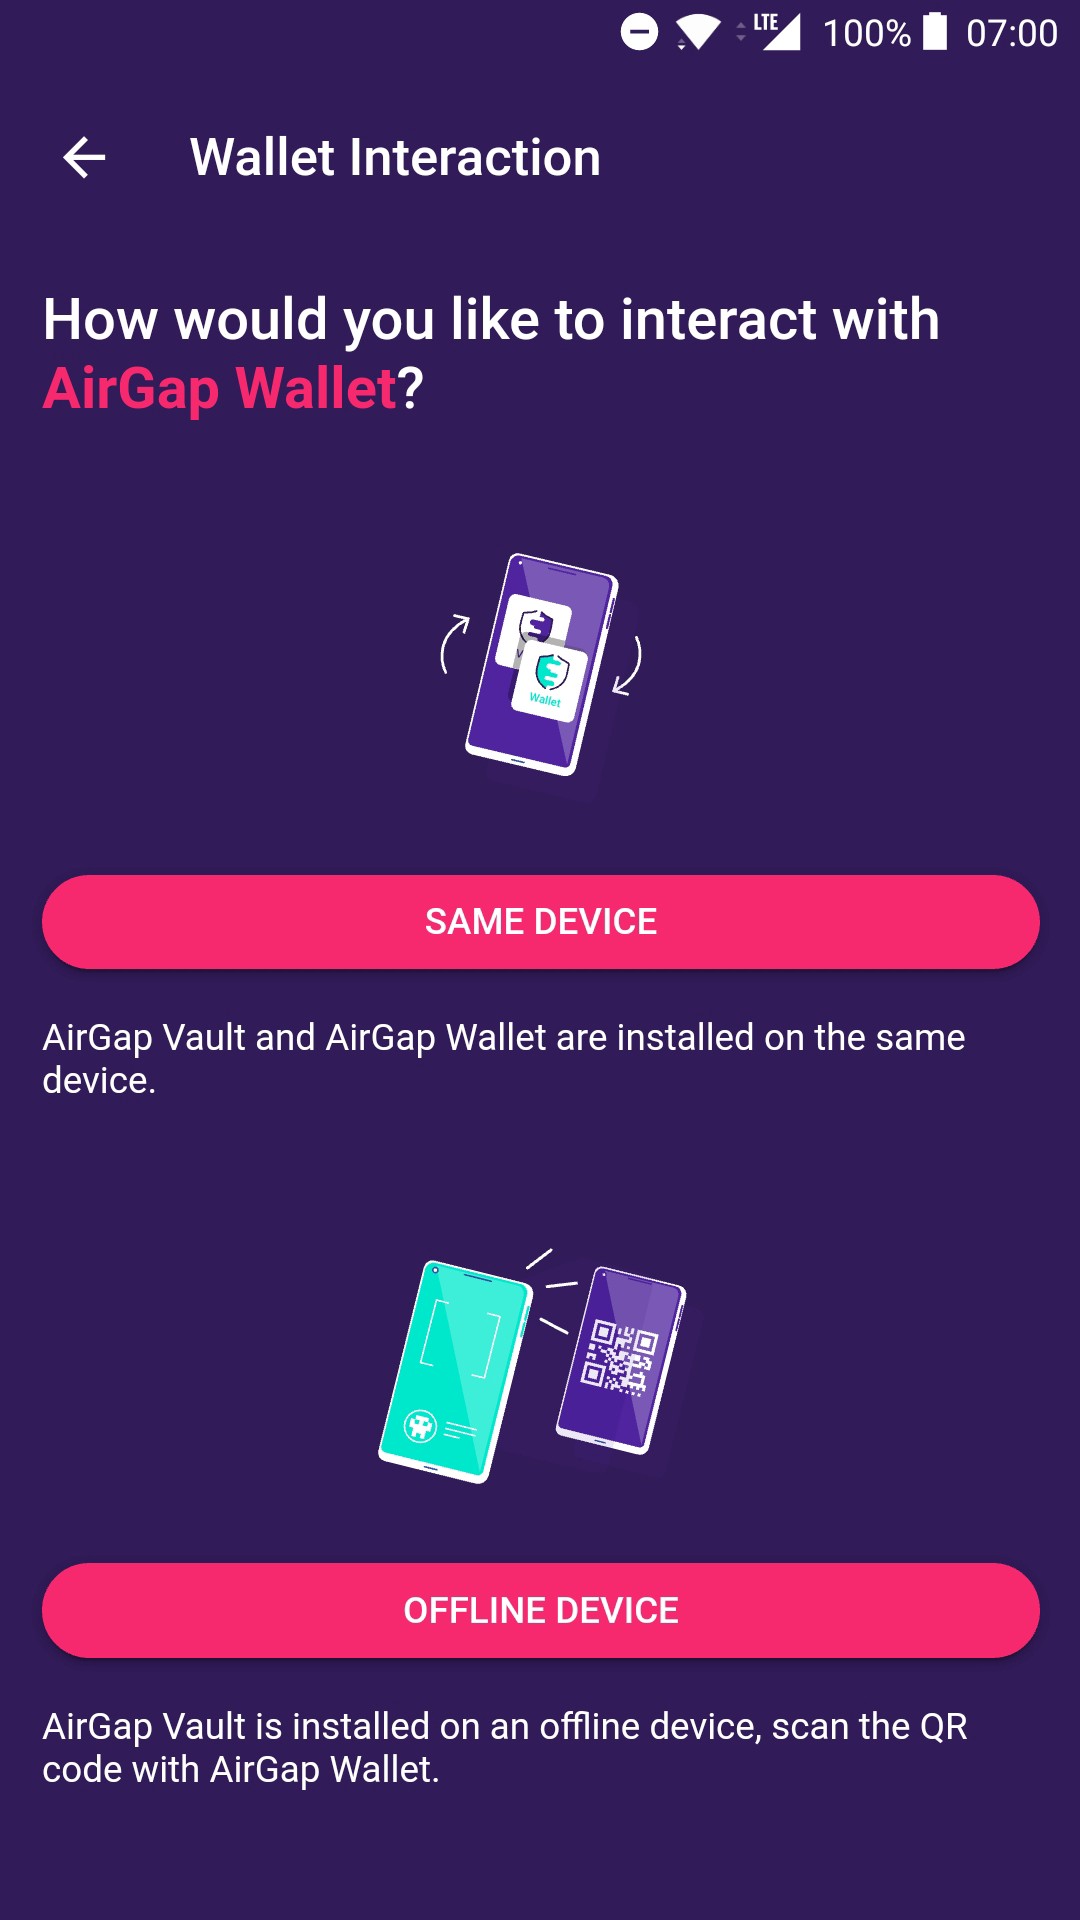 LTE 100% 07:00
Wallet Interaction
How would you like to interact with
AirGap Wallet?
Wallet
SAME DEVICE
AirGap Vault and AirGap Wallet are installed on the same
device.
OFFLINE DEVICE
AirGap Vault is installed on an offline device, scan the QR
code with AirGap Wallet.